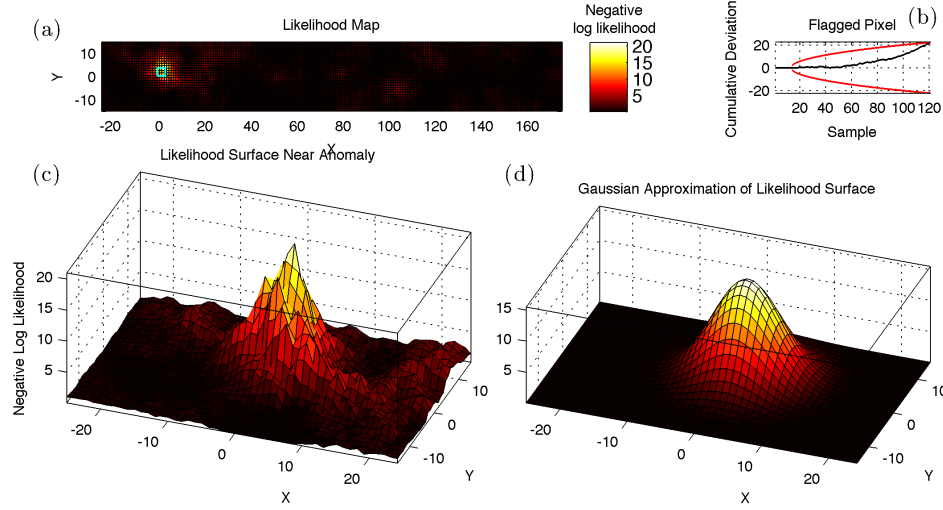 (a)
Likelihood Map
Negative
log likelihood
(b)
Flagged Pixel
Y
10
0
-10
-20 0 20 40 60 80 100 120 140 160
X
20
15
10
5
Cumulative Deviation
20
0
-20
20 40 60 80 100 120
Sample
(c)
Likelihood Surface Near Anomaly
Negative Log Likelihood
20
15
10
5
-20
-10
0
10
20
X
-10
0
10
Y
(d)
Gaussian Approximation of Likelihood Surface
15
10
5
-20
-10
0
10
20
X
-10
0
10
Y